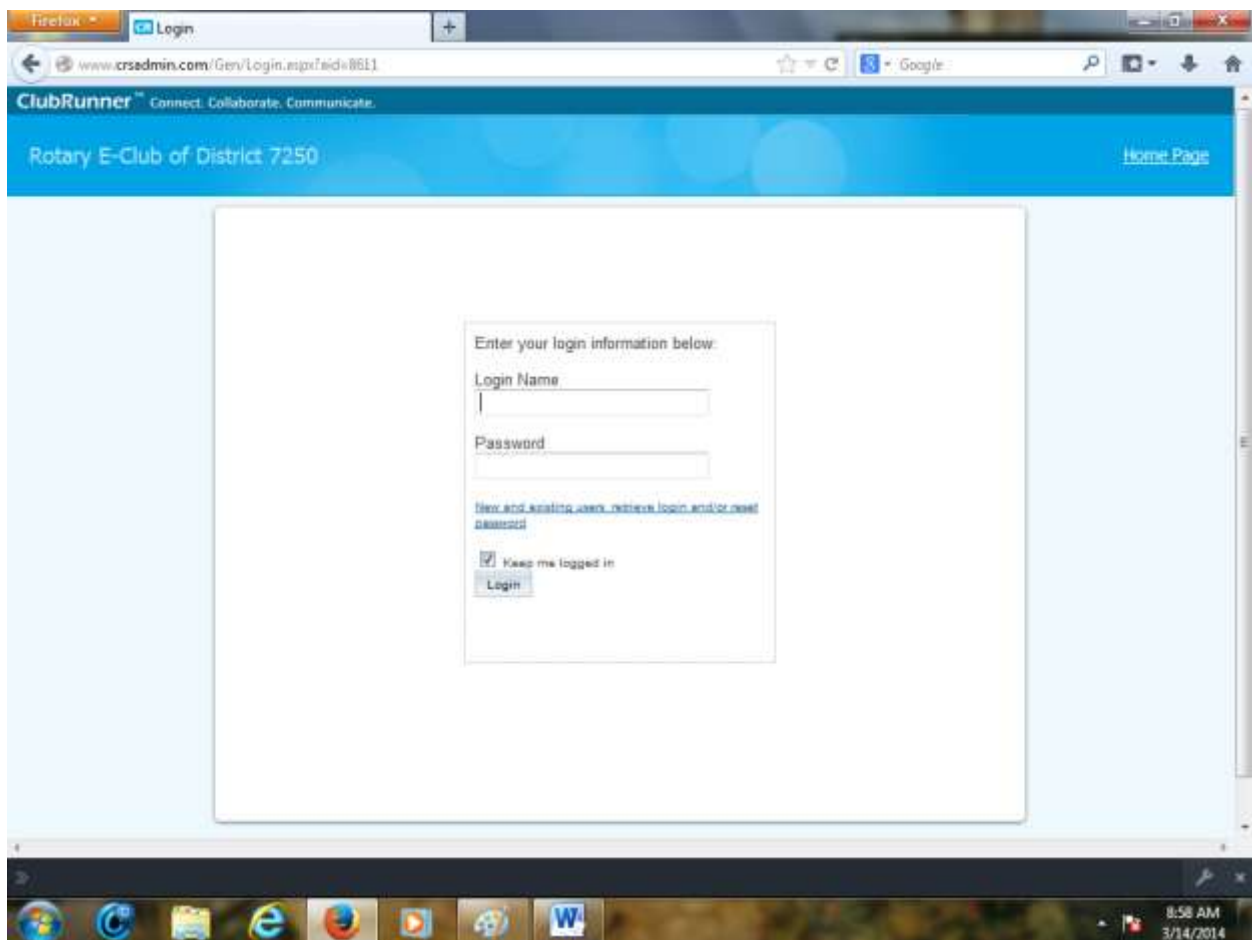 Firefox
Login
www.crsadmin.com/Gen/Login.aspx?aid=8611
Google
ClubRunner™ Connect. Collaborate. Communicate.
Rotary E-Club of District 7250
Home Page
Enter your login information below:
Login Name
Password
New and existing users, retrieve login and/or reset
password
Keep me logged in
Login
8:58 AM
3/14/2014